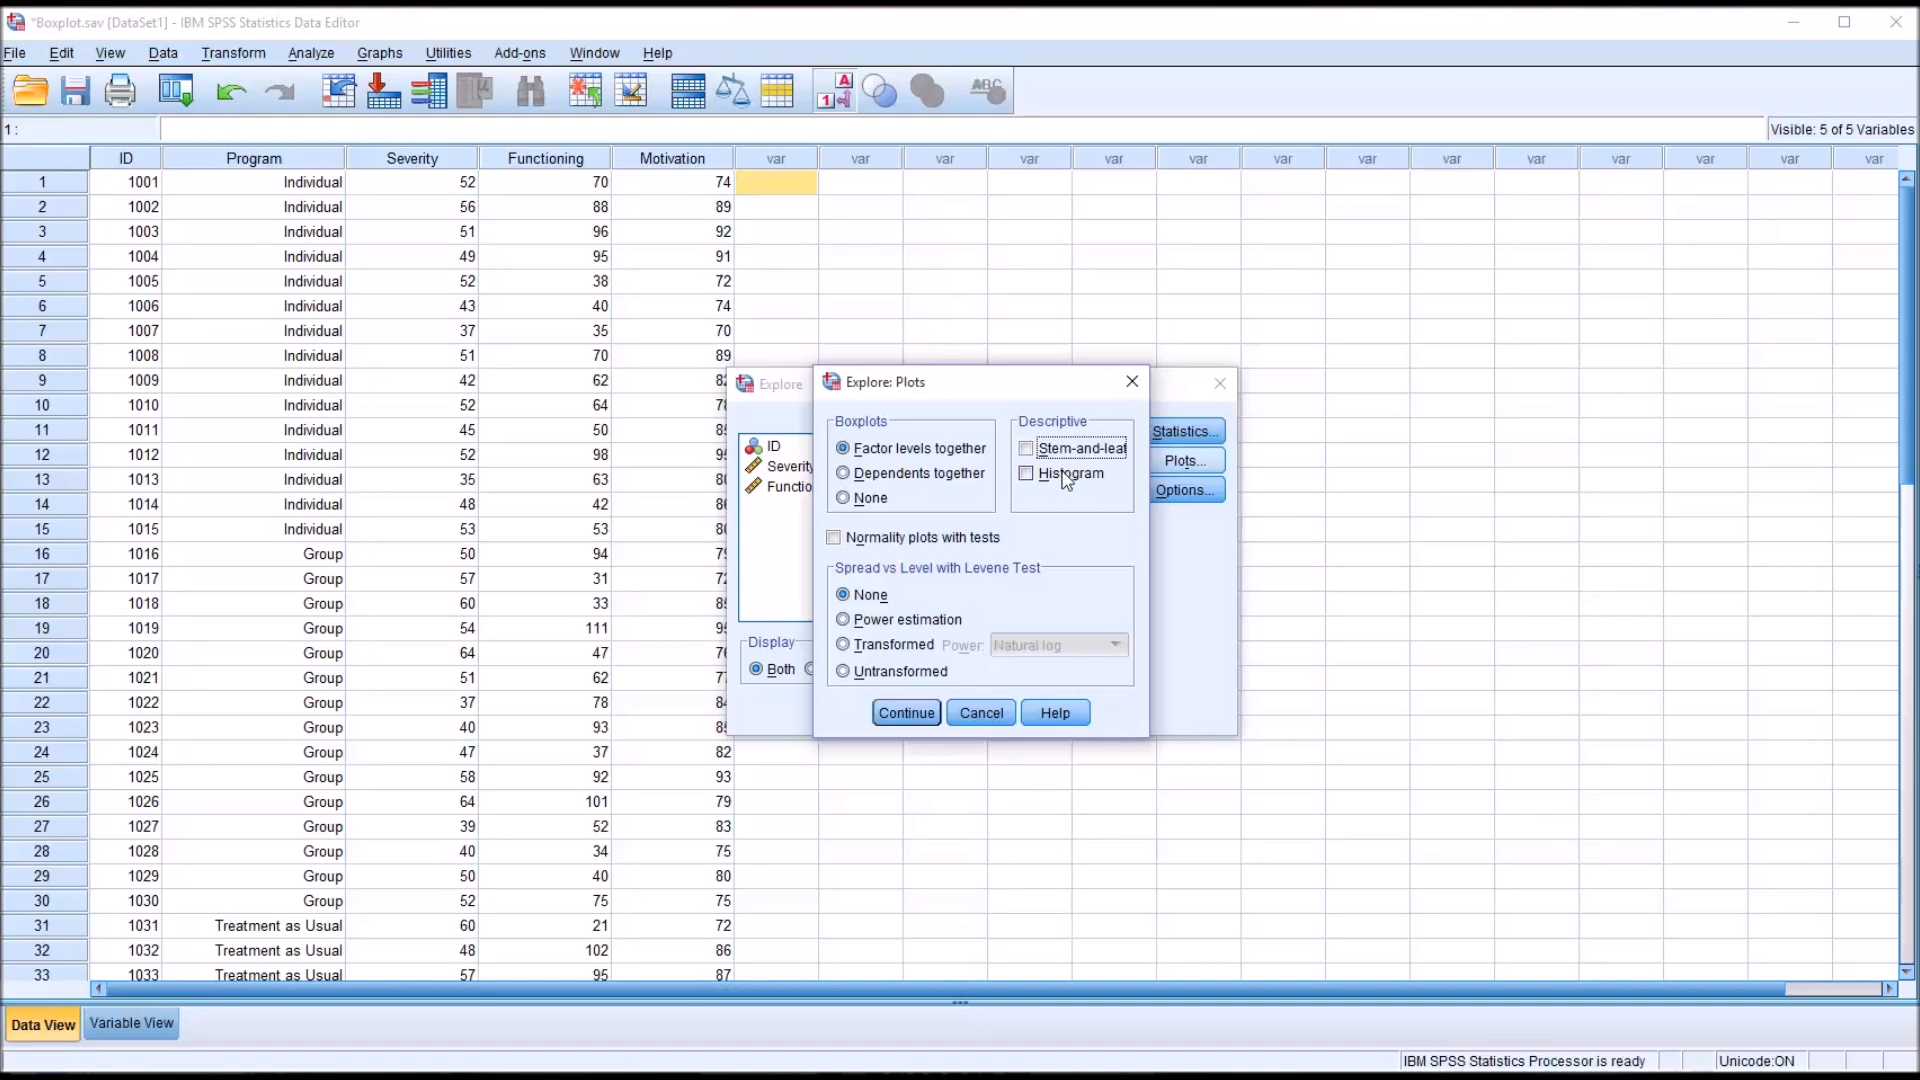 *Boxplot.sav [DataSet1] - IBM SPSS Statistics Data Editor
File Edit View Data Transform Analyze Graphs Utilities Add-ons Window Help
1 :
Visible: 5 of 5 Variables
ID Program Severity Functioning Motivation var var var var var var var var var var var var var var
1 1001 Individual 52 70 74
2 1002 Individual 56 88 89
3 1003 Individual 51 96 92
4 1004 Individual 49 95 91
5 1005 Individual 52 38 72
6 1006 Individual 43 40 74
7 1007 Individual 37 35 70
8 1008 Individual 51 70 89
9 1009 Individual 42 62
10 1010 Individual 52 64
11 1011 Individual 45 50
12 1012 Individual 52 98
13 1013 Individual 35 63
14 1014 Individual 48 42
15 1015 Individual 53 53
16 1016 Group 50 94
17 1017 Group 57 31
18 1018 Group 60 33
19 1019 Group 54 111
20 1020 Group 64 47
21 1021 Group 51 62
22 1022 Group 37 78
23 1023 Group 40 93
24 1024 Group 47 37 82
25 1025 Group 58 92 93
26 1026 Group 64 101 79
27 1027 Group 39 52 83
28 1028 Group 40 34 75
29 1029 Group 50 40 80
30 1030 Group 52 75 75
31 1031 Treatment as Usual 60 21 72
32 1032 Treatment as Usual 48 102 86
33 1033 Treatment as Usual 57 95 87
Explore
ID
Severity
Functio
Display
Both
Statistics...
Plots...
Options...
Explore: Plots
Boxplots
Factor levels together
Dependents together
None
Descriptive
Stem-and-leaf
Histogram
Normality plots with tests
Spread vs Level with Levene Test
None
Power estimation
Transformed Power: Natural log
Untransformed
Continue Cancel Help
Data View Variable View
IBM SPSS Statistics Processor is ready Unicode:ON